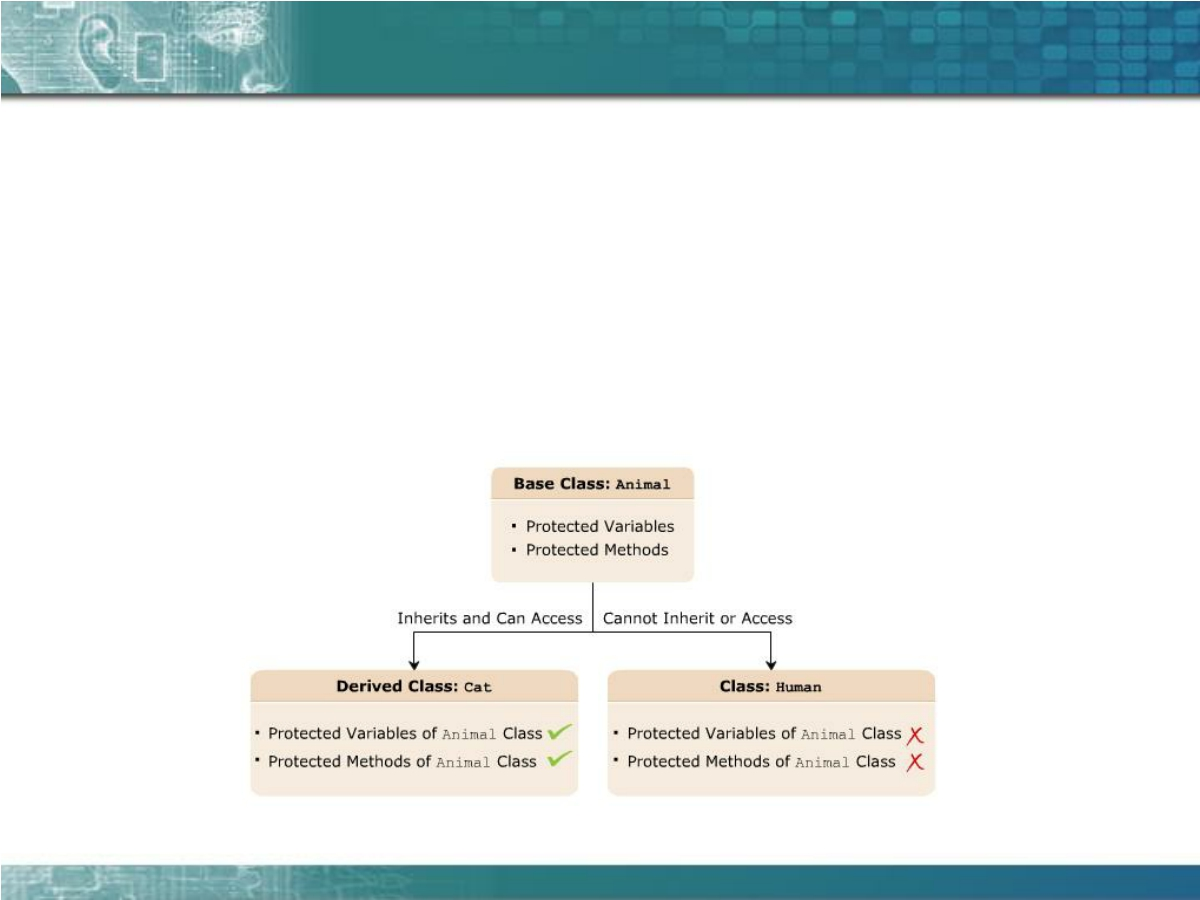 Base Class: Animal
▪ Protected Variables
▪ Protected Methods
Inherits and Can Access
Cannot Inherit or Access
Derived Class: Cat
▪ Protected Variables of Animal Class
▪ Protected Methods of Animal Class
Class: Human
▪ Protected Variables of Animal Class
▪ Protected Methods of Animal Class